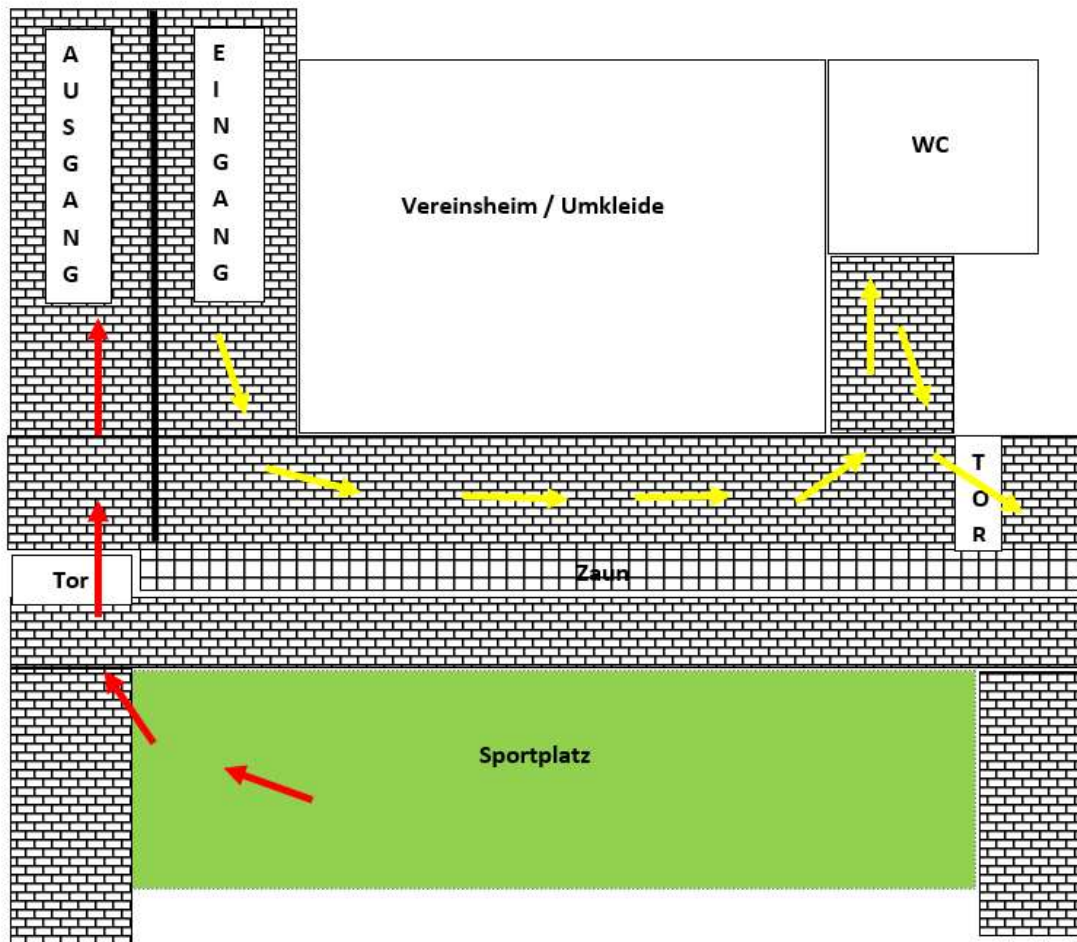 AUSGANG
EINGANG
Vereinsheim / Umkleide
WC
TOR
Tor
Zaun
Sportplatz